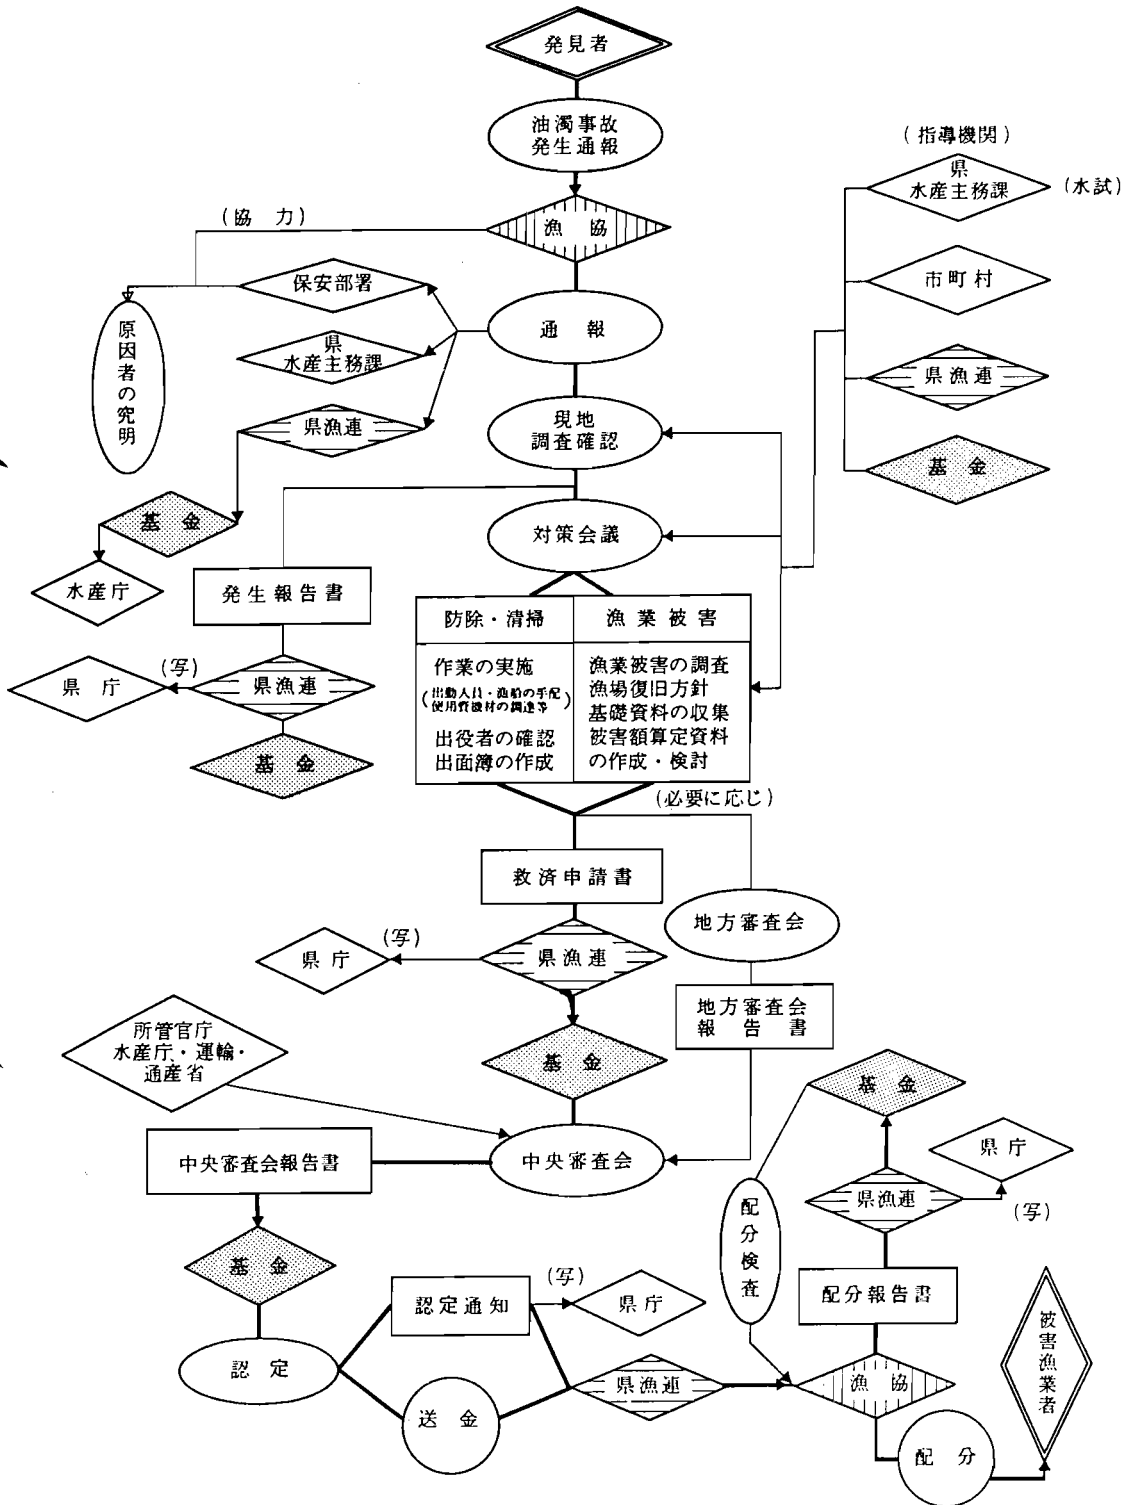 発見者
油濁事故
発生通報
(指導機関)
県
水産主務課
(水試)
(協 力)
漁 協
保安部署
市町村
通 報
原因者の究明
県
水産主務課
県漁連
県漁連
現地
調査確認
基 金
基 金
対策会議
水産庁
発生報告書
防除・清掃
漁業被害
作業の実施
(出動人員・漁船の手配
使用資機材の調達等)
出役者の確認
出面簿の作成
漁業被害の調査
漁場復旧方針
基礎資料の収集
被害額算定資料
の作成・検討
(写)
県庁
県漁連
基 金
(必要に応じ)
救済申請書
地方審査会
(写)
県庁
県漁連
地方審査会
報 告 書
所管官庁
水産庁・運輸・
通産省
基 金
基 金
中央審査会報告書
中央審査会
県庁
(写)
県漁連
配分検査
基 金
配分報告書
認定通知
(写)
県庁
被害漁業者
認 定
県漁連
漁 協
送 金
配 分